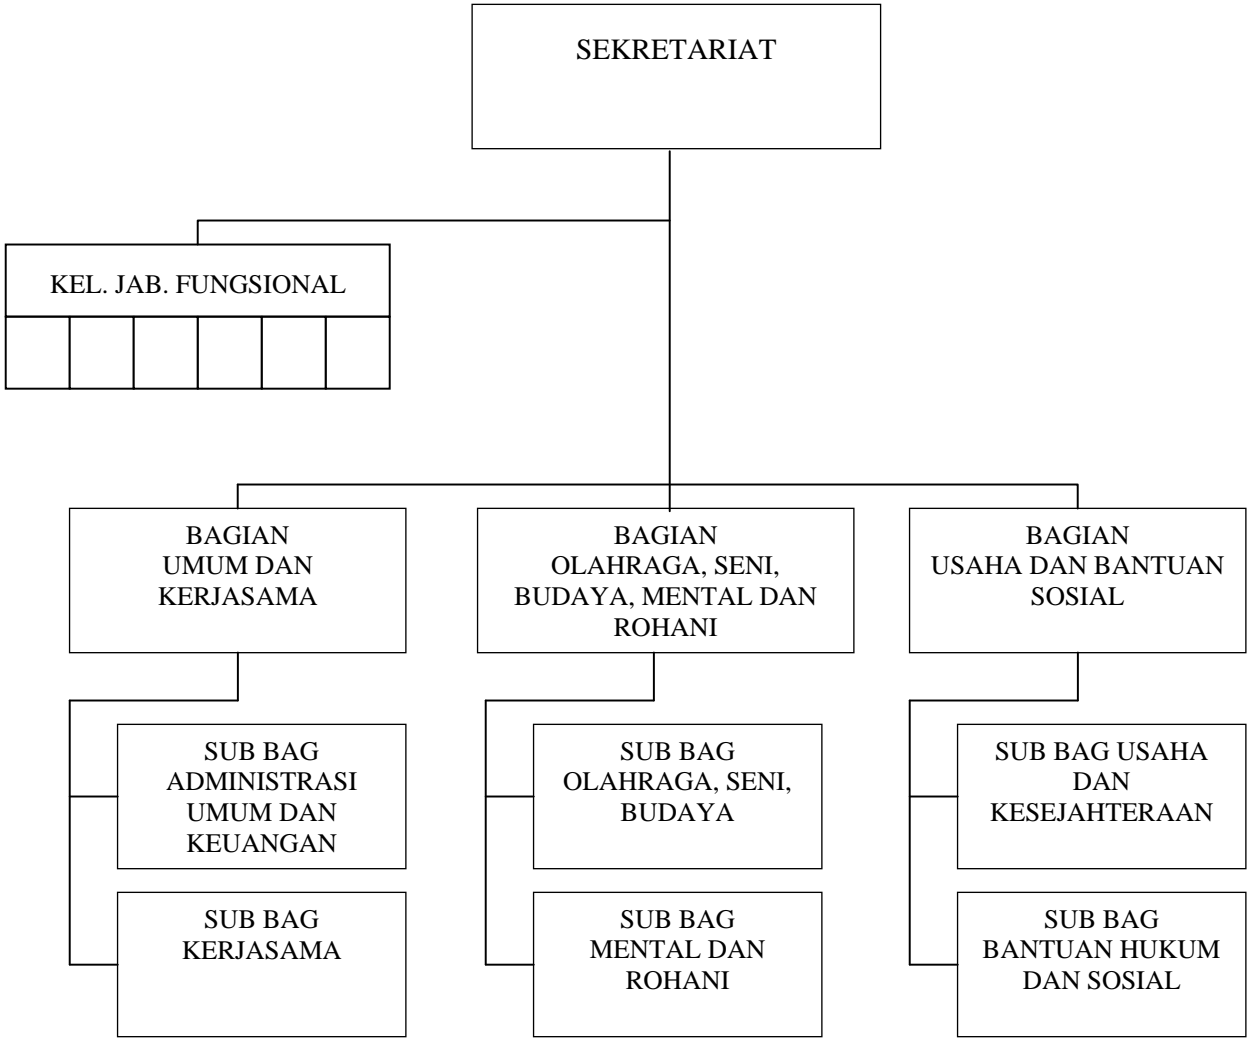 SEKRETARIAT
KEL. JAB. FUNGSIONAL
BAGIAN
UMUM DAN
KERJASAMA
BAGIAN
OLAHRAGA, SENI,
BUDAYA, MENTAL DAN
ROHANI
BAGIAN
USAHA DAN BANTUAN
SOSIAL
SUB BAG
ADMINISTRASI
UMUM DAN
KEUANGAN
SUB BAG
OLAHRAGA, SENI,
BUDAYA
SUB BAG USAHA
DAN
KESEJAHTERAAN
SUB BAG
KERJASAMA
SUB BAG
MENTAL DAN
ROHANI
SUB BAG
BANTUAN HUKUM
DAN SOSIAL